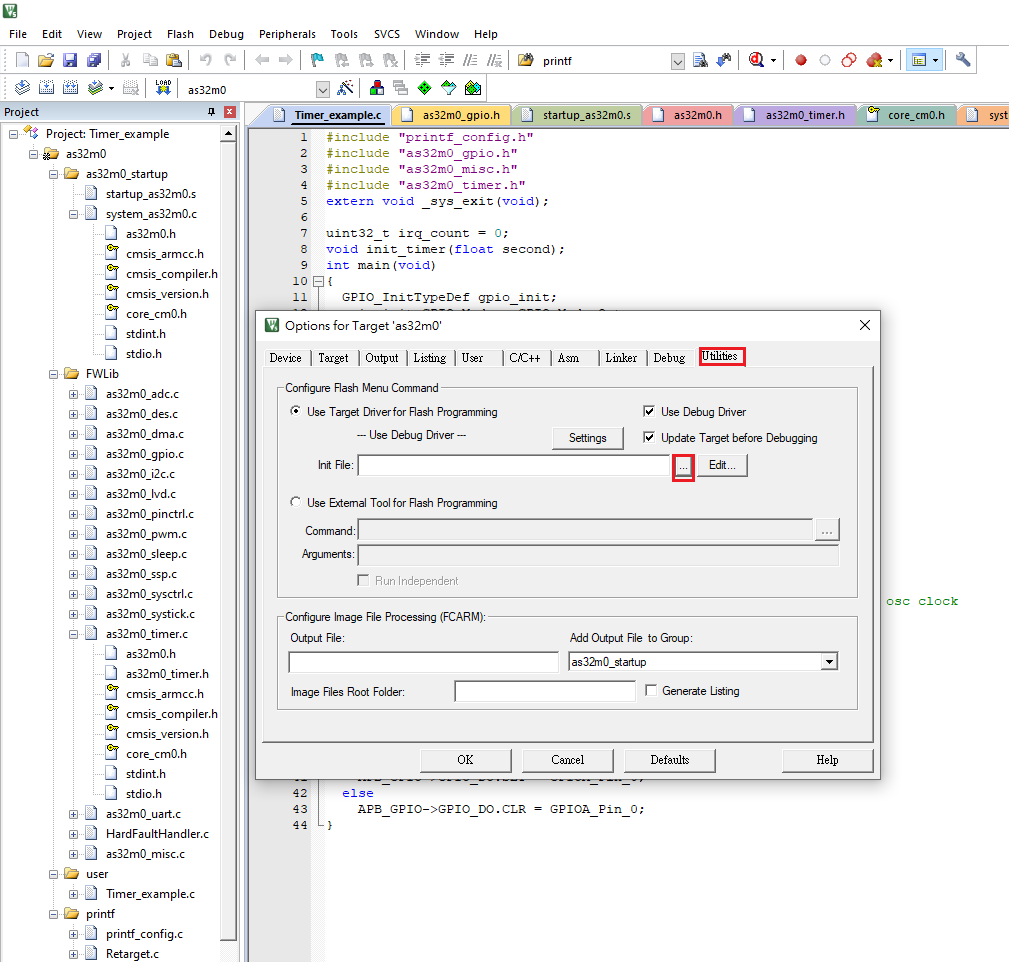 File Edit View Project Flash Debug Peripherals Tools SVCS Window Help
printf
LOAD
as32m0
Project
Project: Timer_example
as32m0
as32m0_startup
startup_as32m0.s
system_as32m0.c
as32m0.h
cmsis_armcc.h
cmsis_compiler.h
cmsis_version.h
core_cm0.h
stdint.h
stdio.h
FWLib
as32m0_adc.c
as32m0_des.c
as32m0_dma.c
as32m0_gpio.c
as32m0_i2c.c
as32m0_lvd.c
as32m0_pinctrl.c
as32m0_pwm.c
as32m0_sleep.c
as32m0_ssp.c
as32m0_sysctrl.c
as32m0_systick.c
as32m0_timer.c
as32m0.h
as32m0_timer.h
cmsis_armcc.h
cmsis_compiler.h
cmsis_version.h
core_cm0.h
stdint.h
stdio.h
as32m0_uart.c
HardFaultHandler.c
as32m0_misc.c
user
Timer_example.c
printf
printf_config.c
Retarget.c
Timer_example.c as32m0_gpio.h startup_as32m0.s as32m0.h as32m0_timer.h core_cm0.h syst
1 #include "printf_config.h"
2 #include "as32m0_gpio.h"
3 #include "as32m0_misc.h"
4 #include "as32m0_timer.h"
5 extern void _sys_exit(void);
6
7 uint32_t irq_count = 0;
8 void init_timer(float second);
9 int main(void)
10 {
11 GPIO_InitTypeDef gpio_init;
Options for Target 'as32m0'
Device Target Output Listing User C/C++ Asm Linker Debug Utilities
Configure Flash Menu Command
Use Target Driver for Flash Programming Use Debug Driver
--- Use Debug Driver --- Settings Update Target before Debugging
Init File: ... Edit...
Use External Tool for Flash Programming
Command: ...
Arguments:
Run Independent
Configure Image File Processing (FCARM):
Output File: Add Output File to Group:
as32m0_startup
Image Files Root Folder: Generate Listing
OK Cancel Defaults Help
osc clock
42 else
43 APB_GPIO->GPIO_DO.CLR = GPIOA_Pin_0;
44 }